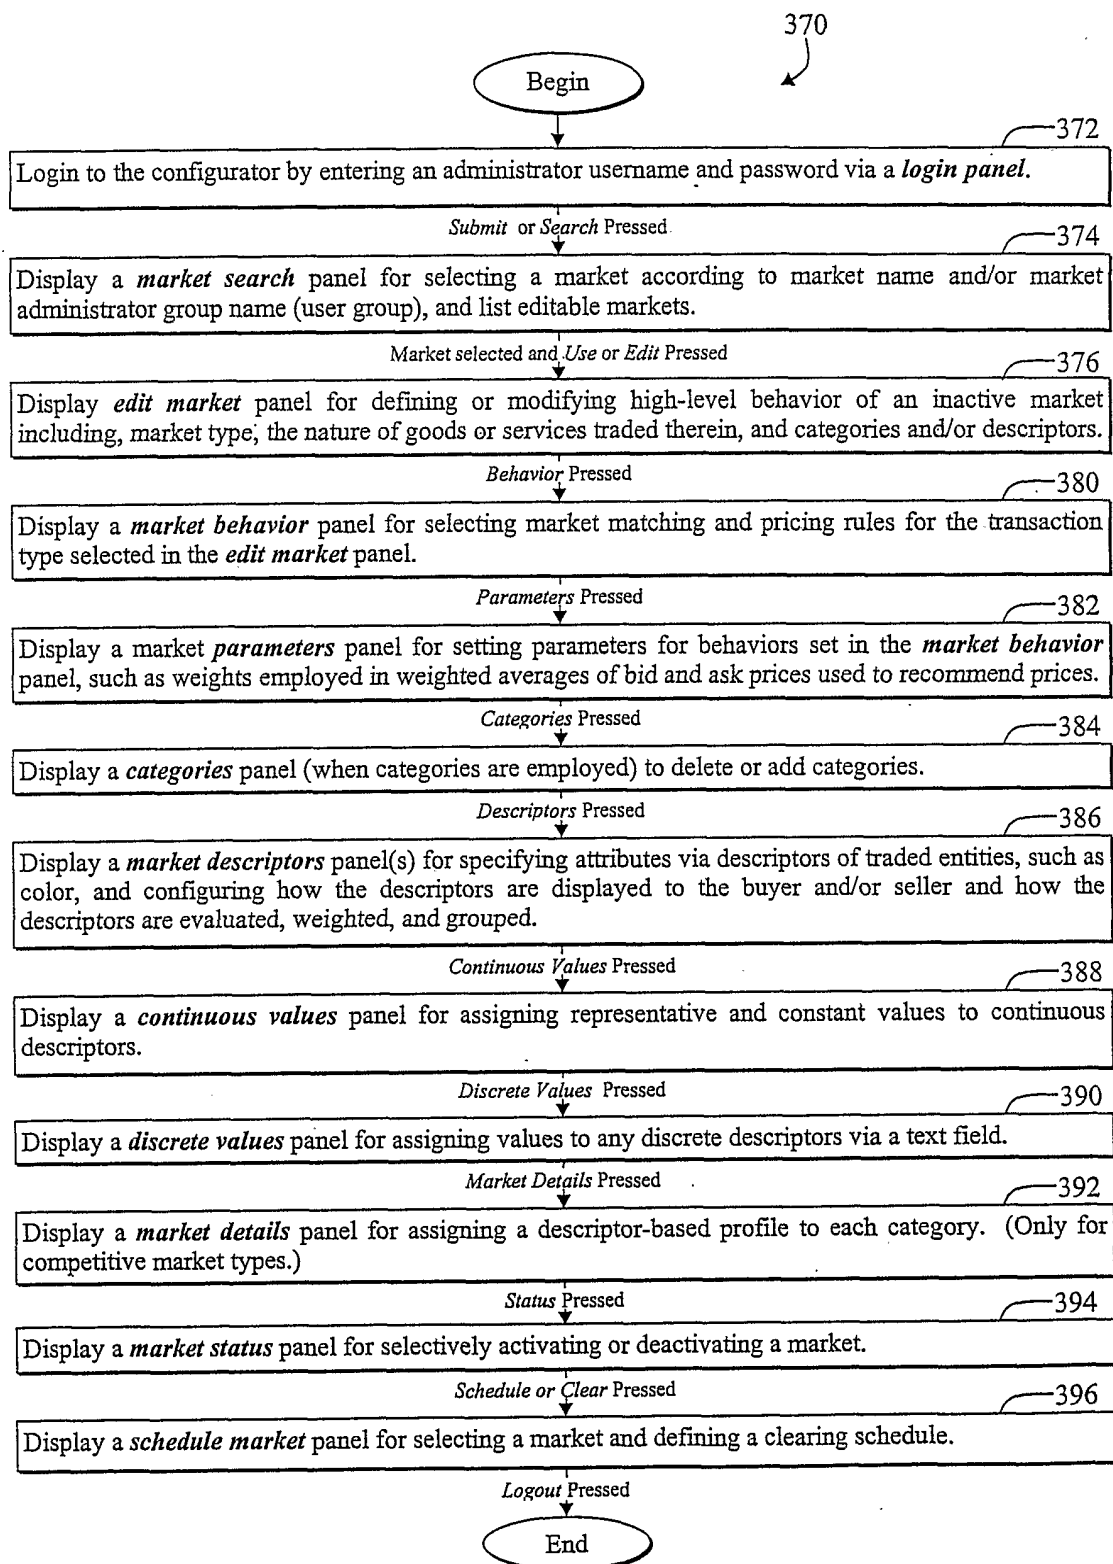 370
Begin
372
Login to the configurator by entering an administrator username and password via a login panel.
Submit or Search Pressed
374
Display a market search panel for selecting a market according to market name and/or market
administrator group name (user group), and list editable markets.
Market selected and Use or Edit Pressed
376
Display edit market panel for defining or modifying high-level behavior of an inactive market
including, market type, the nature of goods or services traded therein, and categories and/or descriptors.
Behavior Pressed
380
Display a market behavior panel for selecting market matching and pricing rules for the transaction
type selected in the edit market panel.
Parameters Pressed
382
Display a market parameters panel for setting parameters for behaviors set in the market behavior
panel, such as weights employed in weighted averages of bid and ask prices used to recommend prices.
Categories Pressed
384
Display a categories panel (when categories are employed) to delete or add categories.
Descriptors Pressed
386
Display a market descriptors panel(s) for specifying attributes via descriptors of traded entities, such as
color, and configuring how the descriptors are displayed to the buyer and/or seller and how the
descriptors are evaluated, weighted, and grouped.
Continuous Values Pressed
388
Display a continuous values panel for assigning representative and constant values to continuous
descriptors.
Discrete Values Pressed
390
Display a discrete values panel for assigning values to any discrete descriptors via a text field.
Market Details Pressed
392
Display a market details panel for assigning a descriptor-based profile to each category. (Only for
competitive market types.)
Status Pressed
394
Display a market status panel for selectively activating or deactivating a market.
Schedule or Clear Pressed
396
Display a schedule market panel for selecting a market and defining a clearing schedule.
Logout Pressed
End